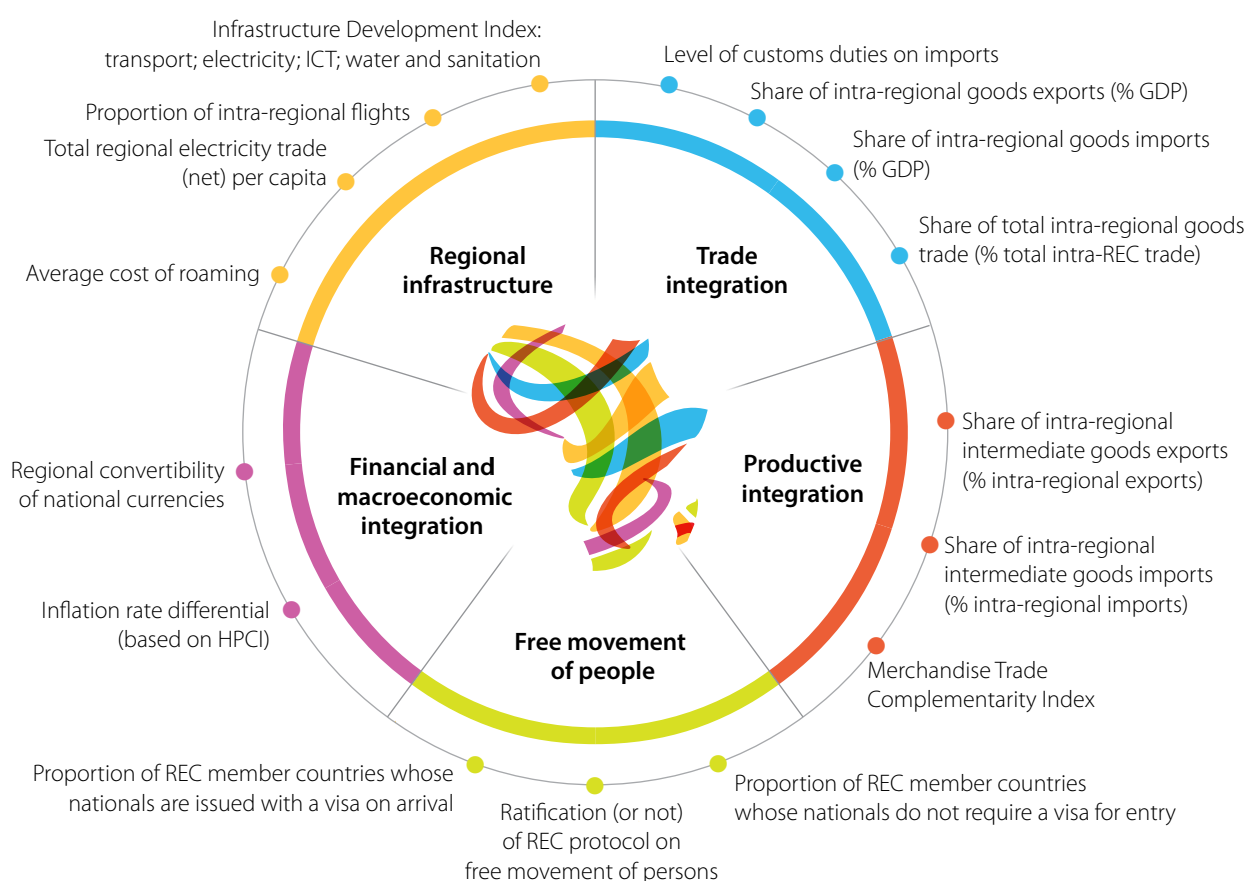 Infrastructure Development Index:
transport; electricity; ICT; water and sanitation
Proportion of intra-regional flights
Total regional electricity trade
(net) per capita
Average cost of roaming
Level of customs duties on imports
Share of intra-regional goods exports (% GDP)
Share of intra-regional goods imports
(% GDP)
Share of total intra-regional goods
trade (% total intra-REC trade)
Regional
infrastructure
Trade
integration
Financial and
macroeconomic
integration
Productive
integration
Free movement
of people
Regional convertibility
of national currencies
Inflation rate differential
(based on HPCI)
Share of intra-regional
intermediate goods exports
(% intra-regional exports)
Share of intra-regional
intermediate goods imports
(% intra-regional imports)
Merchandise Trade
Complementarity Index
Proportion of REC member countries whose
nationals are issued with a visa on arrival
Ratification (or not)
of REC protocol on
free movement of persons
Proportion of REC member countries
whose nationals do not require a visa for entry